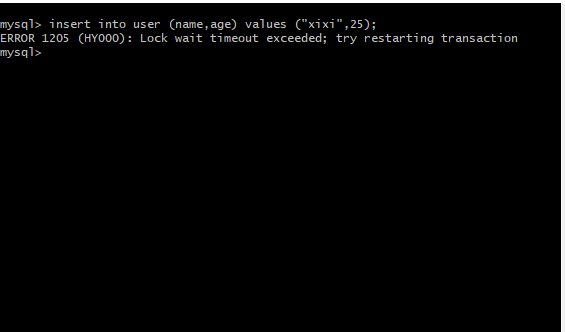 mysql> insert into user (name,age) values ("xixi",25);
ERROR 1205 (HY000): Lock wait timeout exceeded; try restarting transaction
mysql>